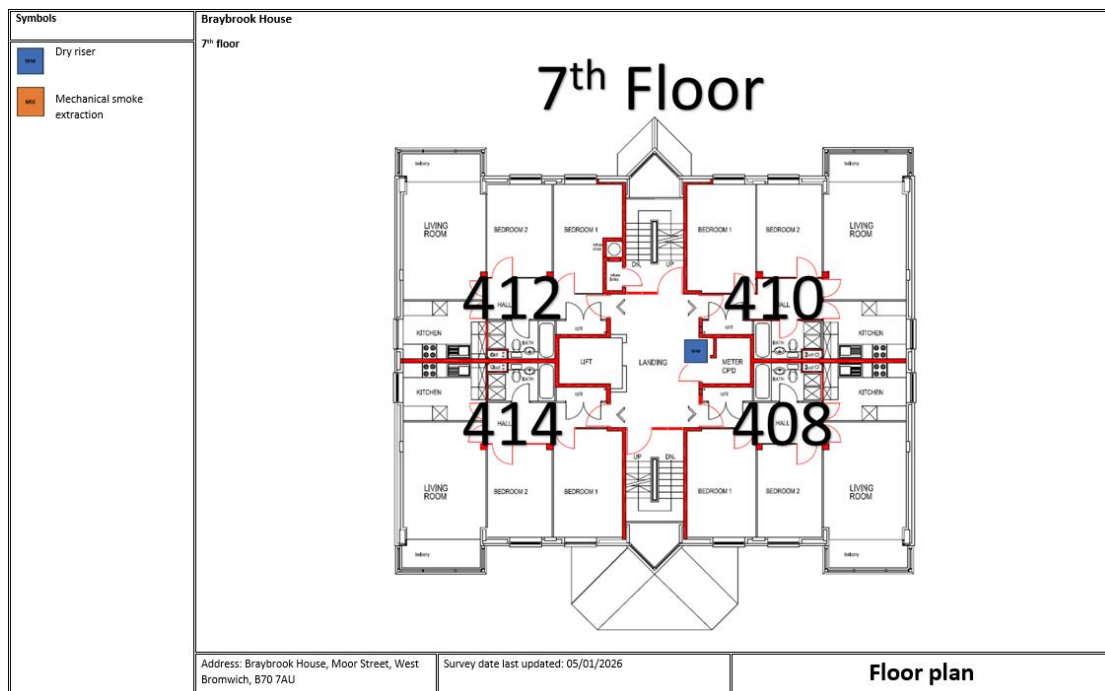 Symbols
Dry riser
Mechanical smoke
extraction
Braybrook House
7th floor
7th Floor
balcony
balcony
LIVING
ROOM
BEDROOM 2
BEDROOM 1
BEDROOM 1
BEDROOM 2
LIVING
ROOM
DN.
UP
412
410
HALL
HALL
KITCHEN
BATH
BATH
KITCHEN
LIFT
LANDING
METER
CP'D
KITCHEN
BATH
BATH
KITCHEN
414
408
HALL
HALL
UP
DN.
LIVING
ROOM
BEDROOM 2
BEDROOM 1
BEDROOM 1
BEDROOM 2
LIVING
ROOM
balcony
balcony
Address: Braybrook House, Moor Street, West
Bromwich, B70 7AU
Survey date last updated: 05/01/2026
Floor plan